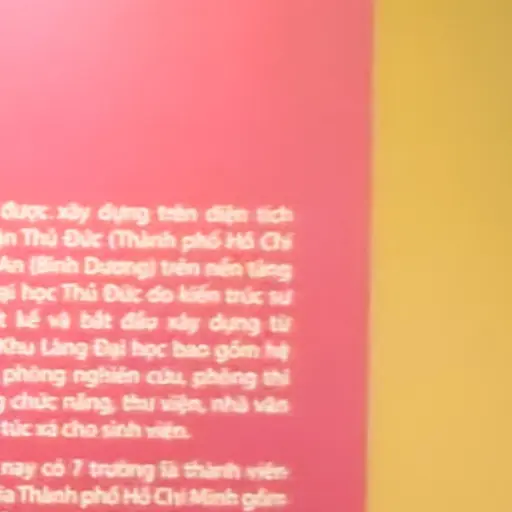 được xây dựng trên diện tích
Thủ Đức (Thành phố Hồ Chí
An (Bình Dương) trên nền tảng
học Thủ Đức do kiến trúc sư
kế và bắt đầu xây dựng từ
Khu Làng Đại học bao gồm hệ
phòng nghiên cứu, phòng thí
chức năng, thư viện, nhà văn
túc xá cho sinh viên.
nay có 7 trường là thành viên
Thành phố Hồ Chí Minh gồm